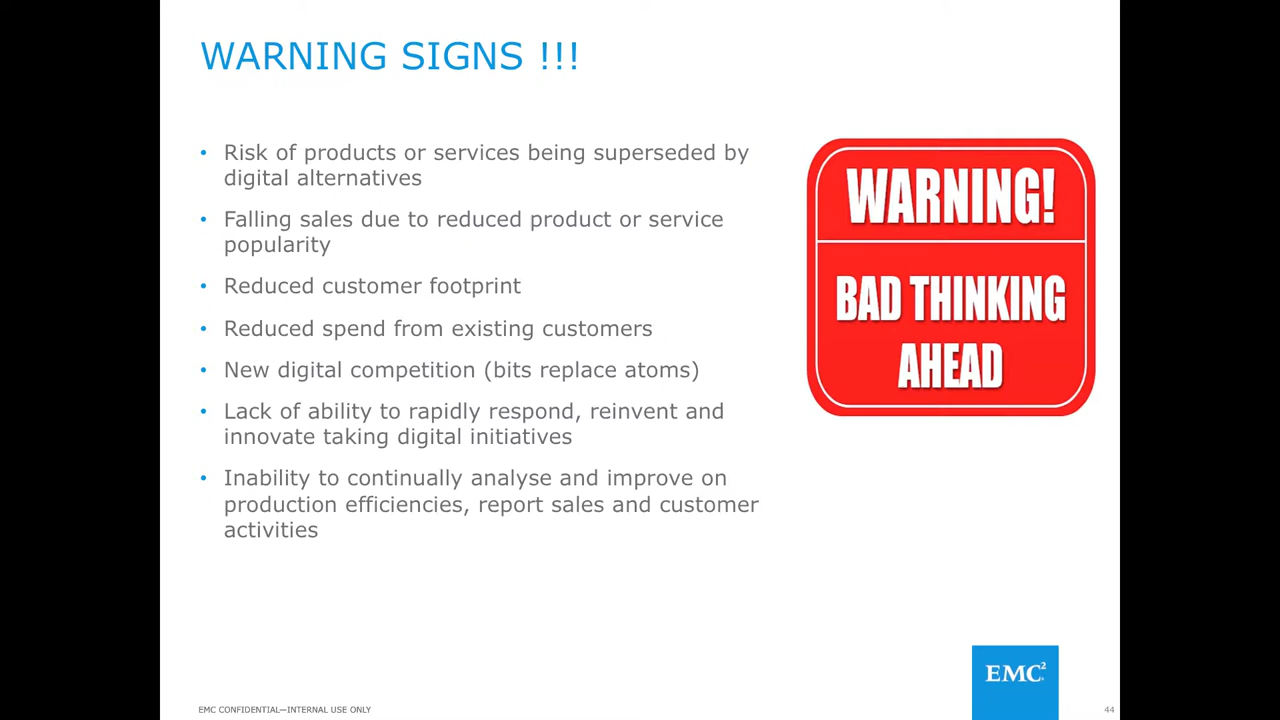 WARNING SIGNS !!!
• Risk of products or services being superseded by
digital alternatives
• Falling sales due to reduced product or service
popularity
• Reduced customer footprint
• Reduced spend from existing customers
• New digital competition (bits replace atoms)
• Lack of ability to rapidly respond, reinvent and
innovate taking digital initiatives
• Inability to continually analyse and improve on
production efficiencies, report sales and customer
activities
WARNING!
BAD THINKING
AHEAD
EMC²
EMC CONFIDENTIAL—INTERNAL USE ONLY
44